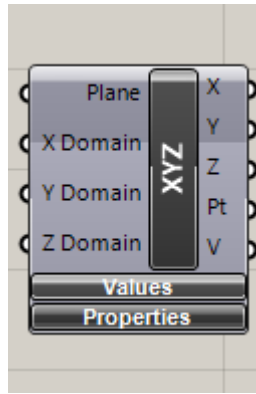 Plane
X Domain
Y Domain
Z Domain
XYZ
X
Y
Z
Pt
V
Values
Properties